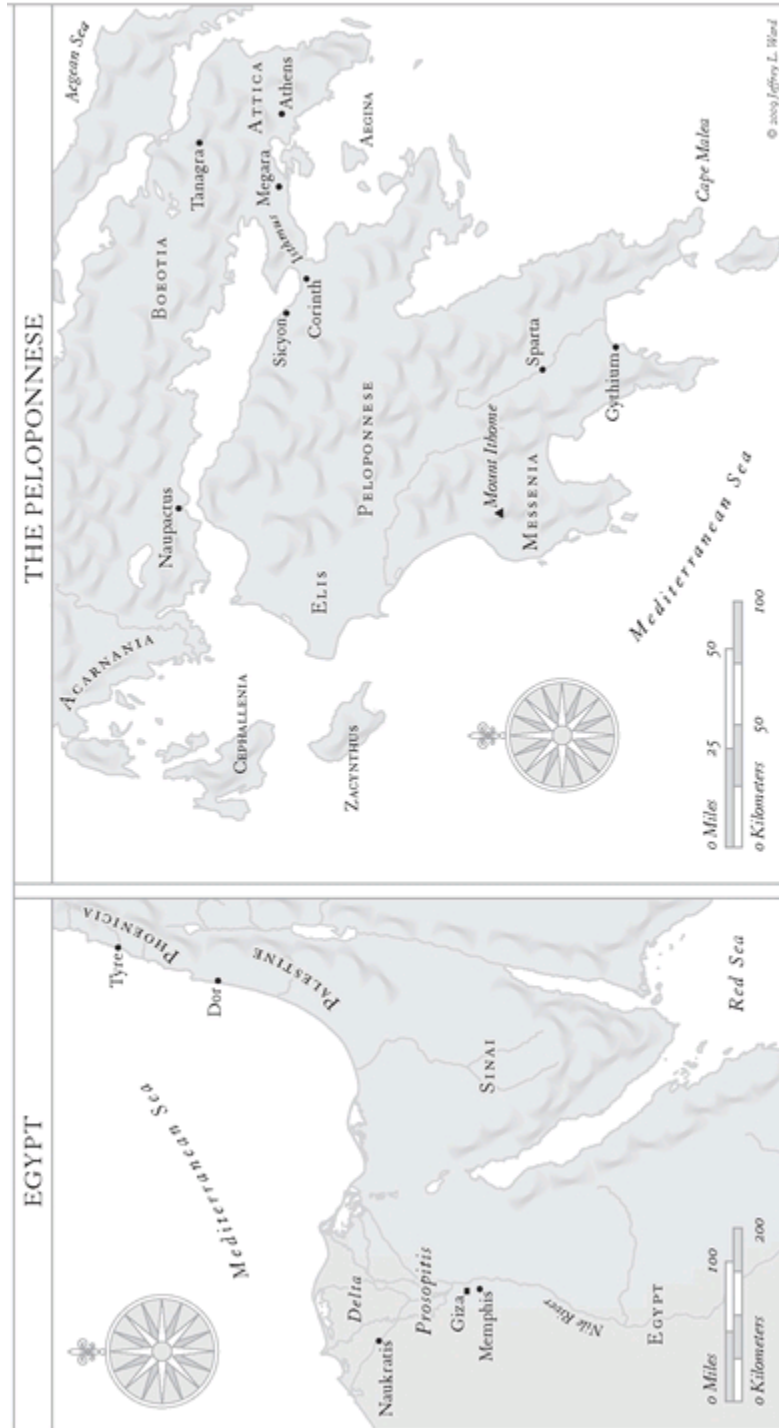 EGYPT
Mediterranean Sea
Tyre
PHOENICIA
Dor
PALESTINE
Delta
Naukratis
Prosopitis
Giza
Memphis
SINAI
Nile River
EGYPT
Red Sea
0 Miles 100
0 Kilometers 200
THE PELOPONNESE
Aegean Sea
ACARNANIA
BOEOTIA
Tanagra
Naupactus
ATTICA
Athens
Megara
Isthmus
CEPHALLENIA
Sicyon
Corinth
AEGINA
ELIS
PELOPONNESE
ZACYNTHUS
Mount Ithome
Sparta
MESSENIA
Gythium
Cape Malea
Mediterranean Sea
0 Miles 25 50
0 Kilometers 50 100
© 2009 Jeffrey L. Ward